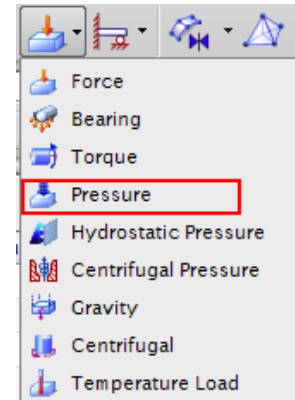 Force
Bearing
Torque
Pressure
Hydrostatic Pressure
Centrifugal Pressure
Gravity
Centrifugal
Temperature Load